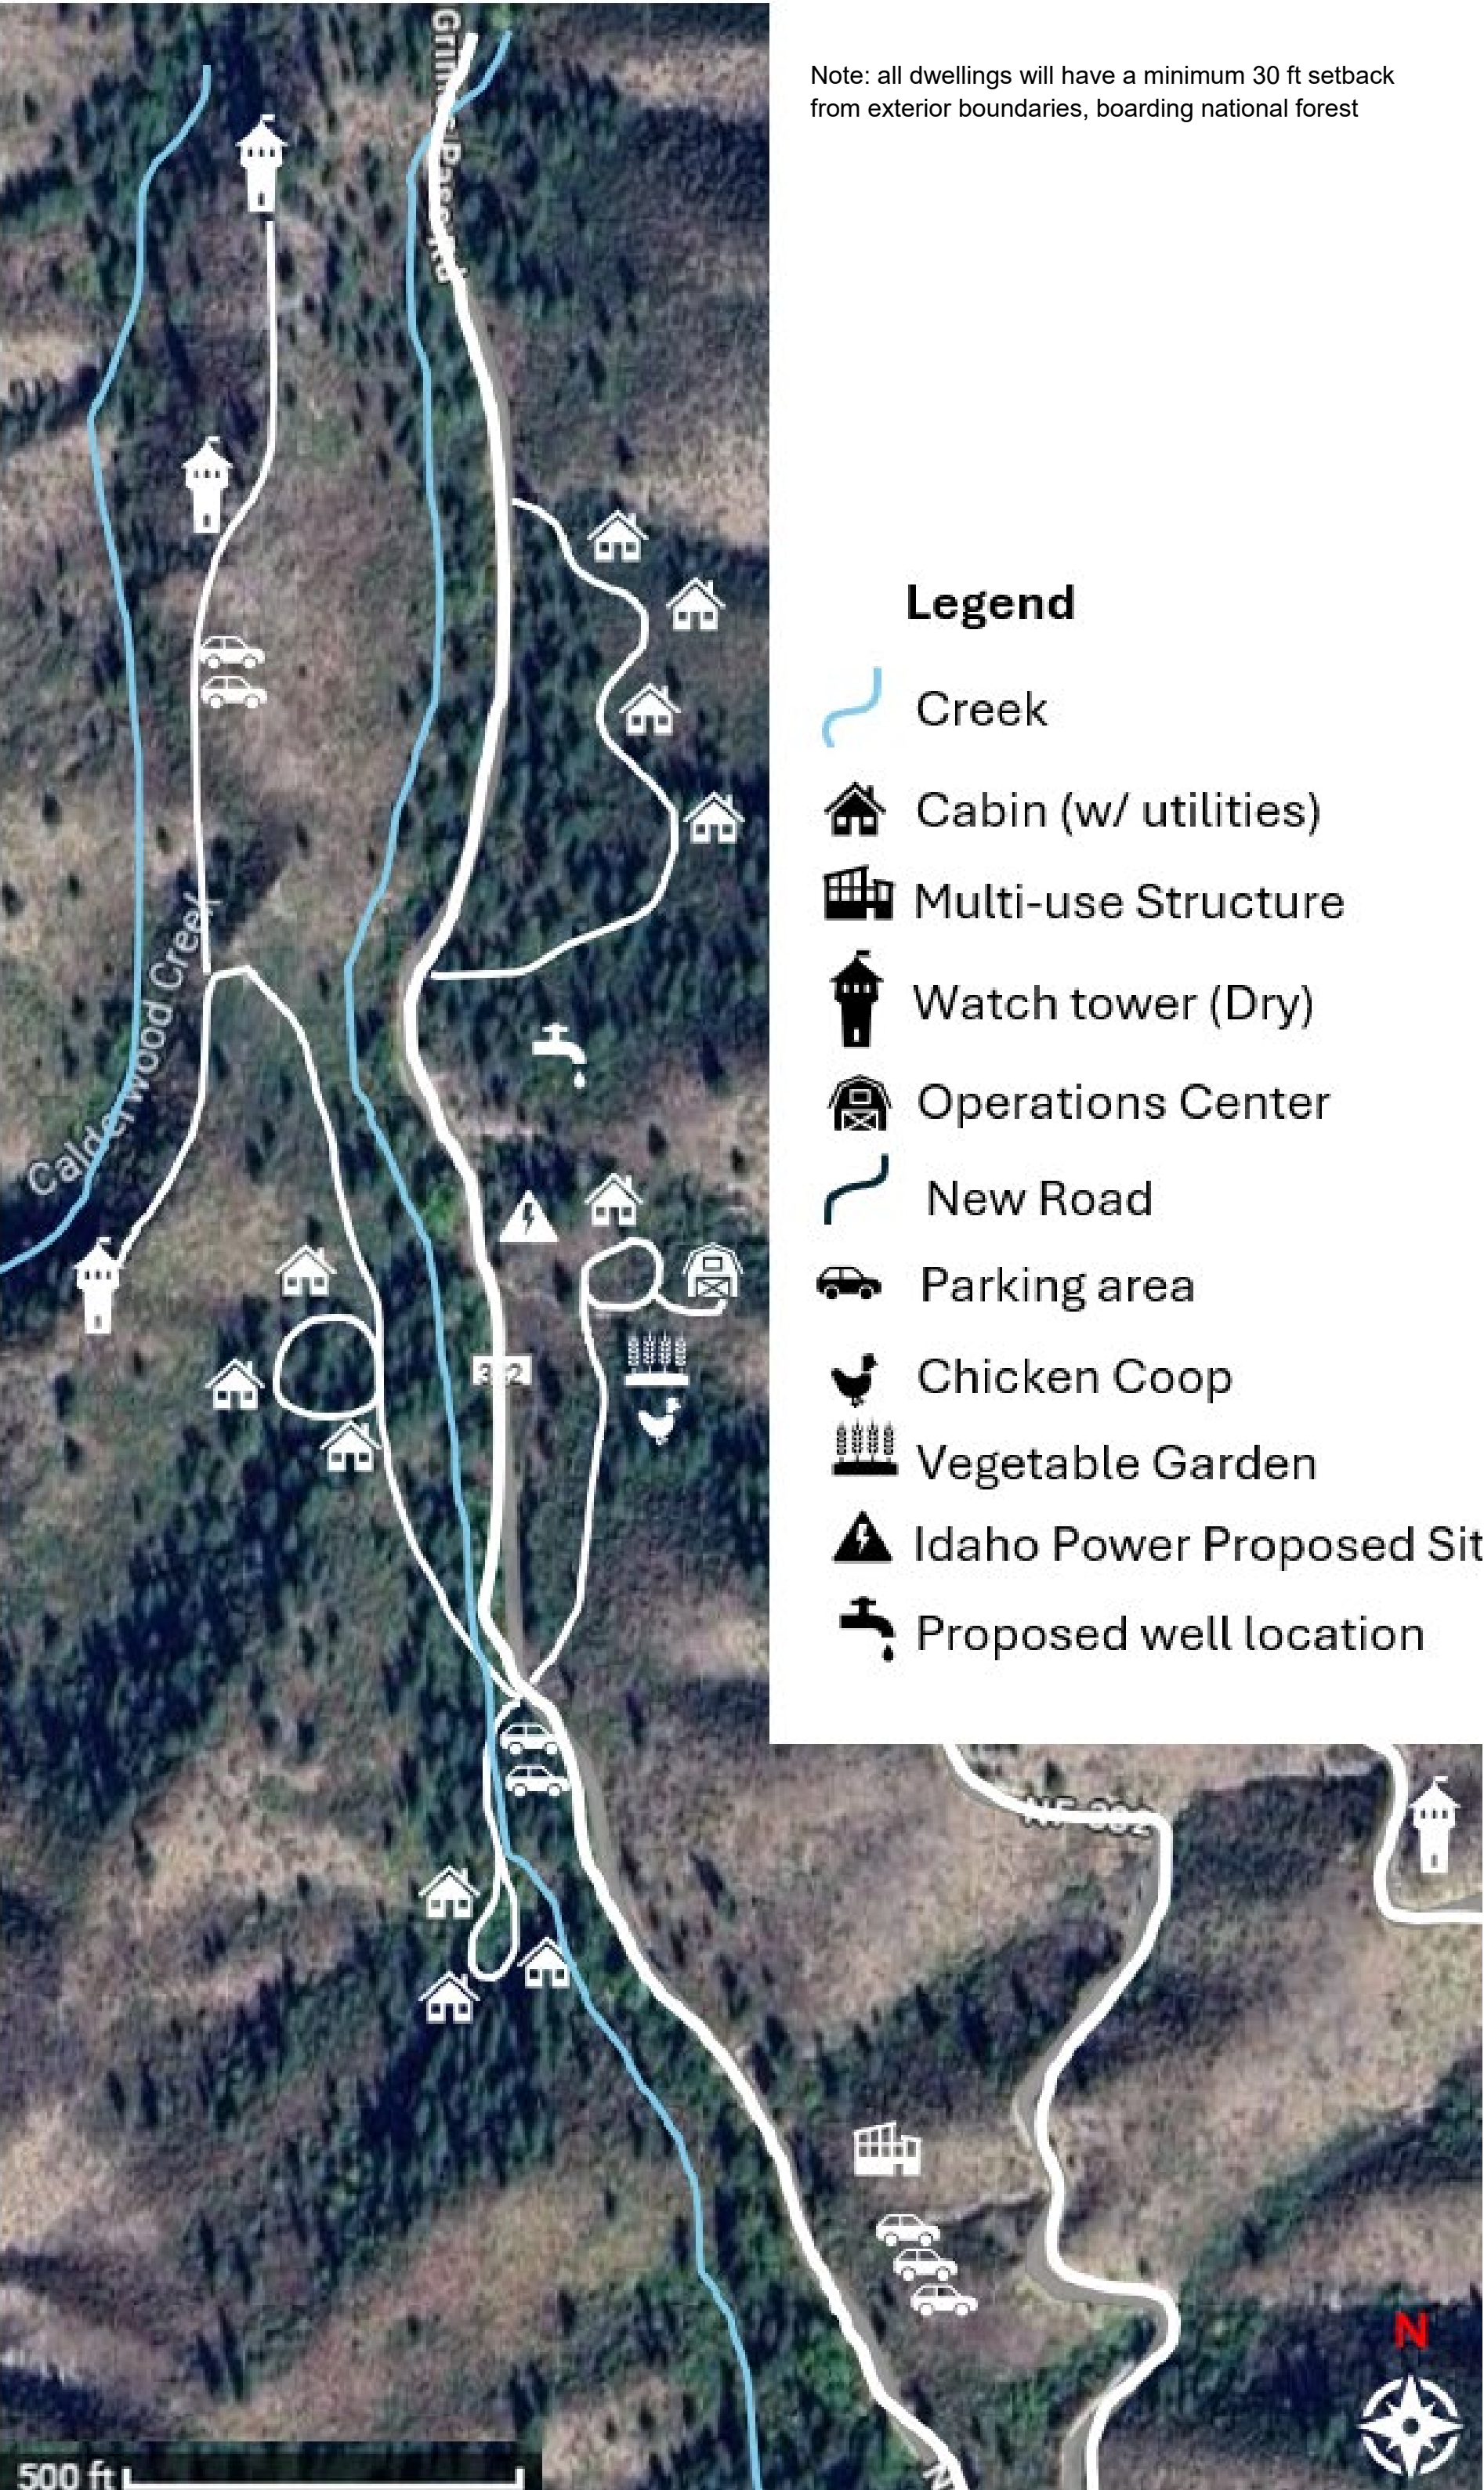 Note: all dwellings will have a minimum 30 ft setback
from exterior boundaries, boarding national forest
Legend
Creek
Cabin (w/ utilities)
Multi-use Structure
Watch tower (Dry)
Operations Center
New Road
Parking area
Chicken Coop
Vegetable Garden
Idaho Power Proposed Sit
Proposed well location
Calderwood Creek
NF-392
N
N
500 ft